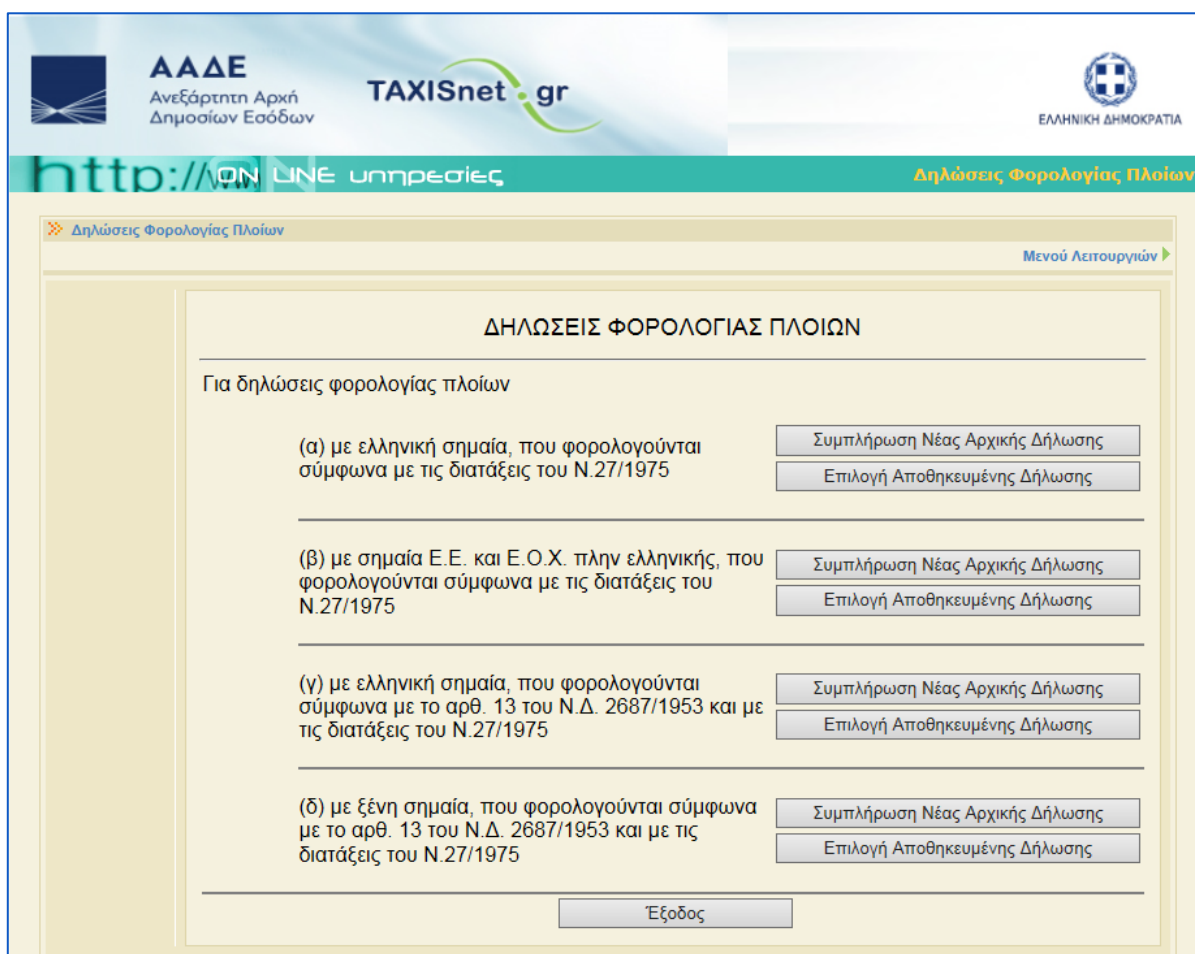 ΑΑΔΕ
Ανεξάρτητη Αρχή
Δημοσίων Εσόδων
TAXISnet.gr
ΕΛΛΗΝΙΚΗ ΔΗΜΟΚΡΑΤΙΑ
http://www
ON LINE υπηρεσίες
Δηλώσεις Φορολογίας Πλοίων
Δηλώσεις Φορολογίας Πλοίων
Μενού Λειτουργιών
ΔΗΛΩΣΕΙΣ ΦΟΡΟΛΟΓΙΑΣ ΠΛΟΙΩΝ
Για δηλώσεις φορολογίας πλοίων
(α) με ελληνική σημαία, που φορολογούνται
σύμφωνα με τις διατάξεις του Ν.27/1975
Συμπλήρωση Νέας Αρχικής Δήλωσης
Επιλογή Αποθηκευμένης Δήλωσης
(β) με σημαία Ε.Ε. και Ε.Ο.Χ. πλην ελληνικής, που
φορολογούνται σύμφωνα με τις διατάξεις του
Ν.27/1975
Συμπλήρωση Νέας Αρχικής Δήλωσης
Επιλογή Αποθηκευμένης Δήλωσης
(γ) με ελληνική σημαία, που φορολογούνται
σύμφωνα με το αρθ. 13 του Ν.Δ. 2687/1953 και με
τις διατάξεις του Ν.27/1975
Συμπλήρωση Νέας Αρχικής Δήλωσης
Επιλογή Αποθηκευμένης Δήλωσης
(δ) με ξένη σημαία, που φορολογούνται σύμφωνα
με το αρθ. 13 του Ν.Δ. 2687/1953 και με τις
διατάξεις του Ν.27/1975
Συμπλήρωση Νέας Αρχικής Δήλωσης
Επιλογή Αποθηκευμένης Δήλωσης
Έξοδος